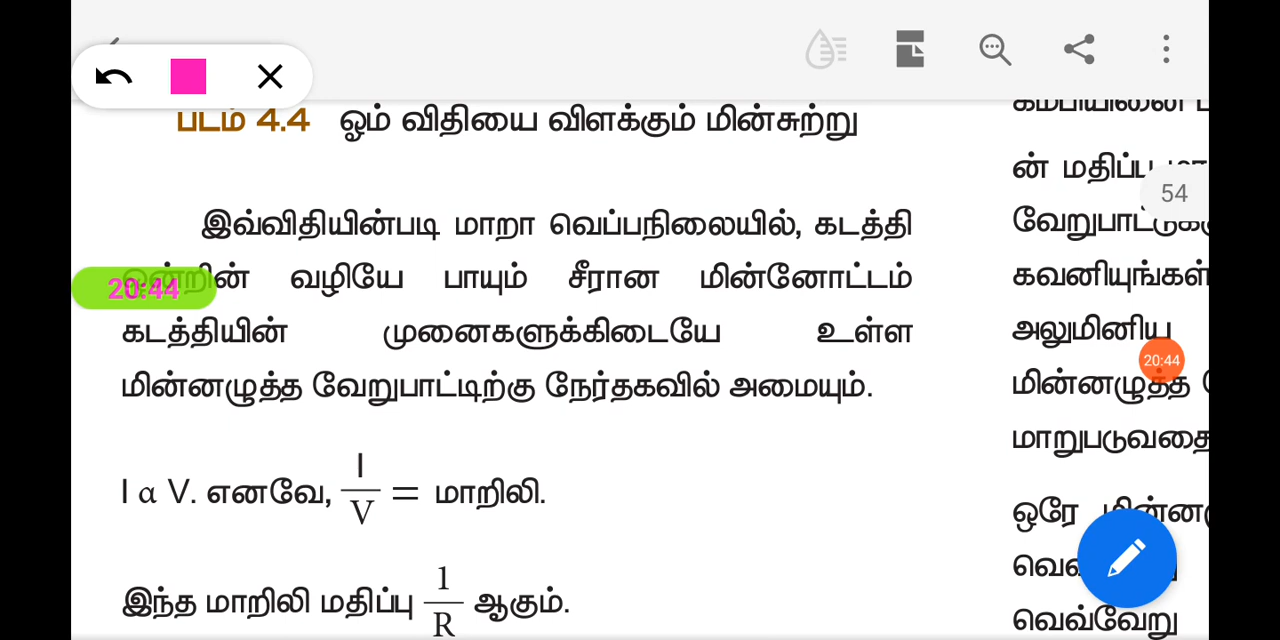 படம் 4.4 ஓம் விதியை விளக்கும் மின்சுற்று
இவ்விதியின்படி மாறா வெப்பநிலையில், கடத்தி
ஒன்றின் வழியே பாயும் சீரான மின்னோட்டம்
கடத்தியின் முனைகளுக்கிடையே உள்ள
மின்னழுத்த வேறுபாட்டிற்கு நேர்தகவில் அமையும்.
I α V. எனவே, I/V = மாறிலி.
இந்த மாறிலி மதிப்பு 1/R ஆகும்.
20:44
54
ன் மதிப்பு
கவனியுங்கள்
அலுமினிய
20:44
மின்னழுத்த
மாறுபடுவதை
ஒரே
வெவ்வேறு